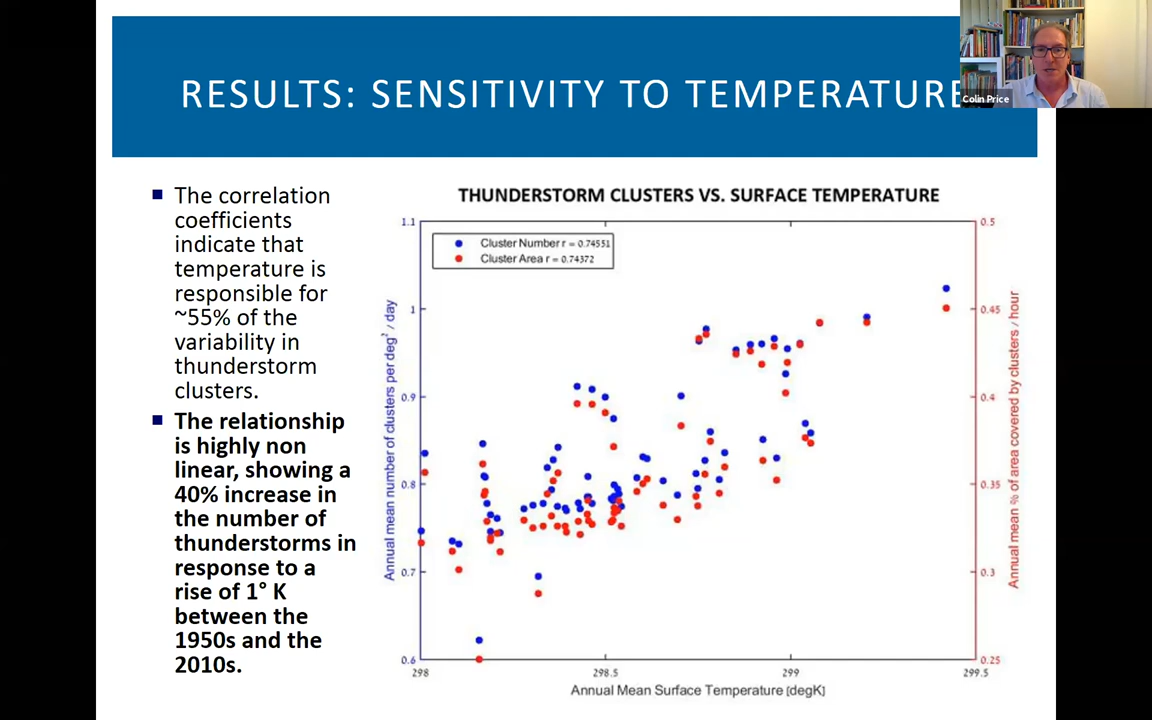 RESULTS: SENSITIVITY TO TEMPERATURE
Colin Price
The correlation
coefficients
indicate that
temperature is
responsible for
~55% of the
variability in
thunderstorm
clusters.
The relationship
is highly non
linear, showing a
40% increase in
the number of
thunderstorms in
response to a
rise of 1° K
between the
1950s and the
2010s.
THUNDERSTORM CLUSTERS VS. SURFACE TEMPERATURE
Cluster Number r = 0.74551
Cluster Area r = 0.74372
Annual mean number of clusters per deg² / day
1.1
1
0.9
0.8
0.7
0.6
0.5
0.45
0.4
0.35
0.3
0.25
Annual mean % of area covered by clusters / hour
298
298.5
299
299.5
Annual Mean Surface Temperature (degK)